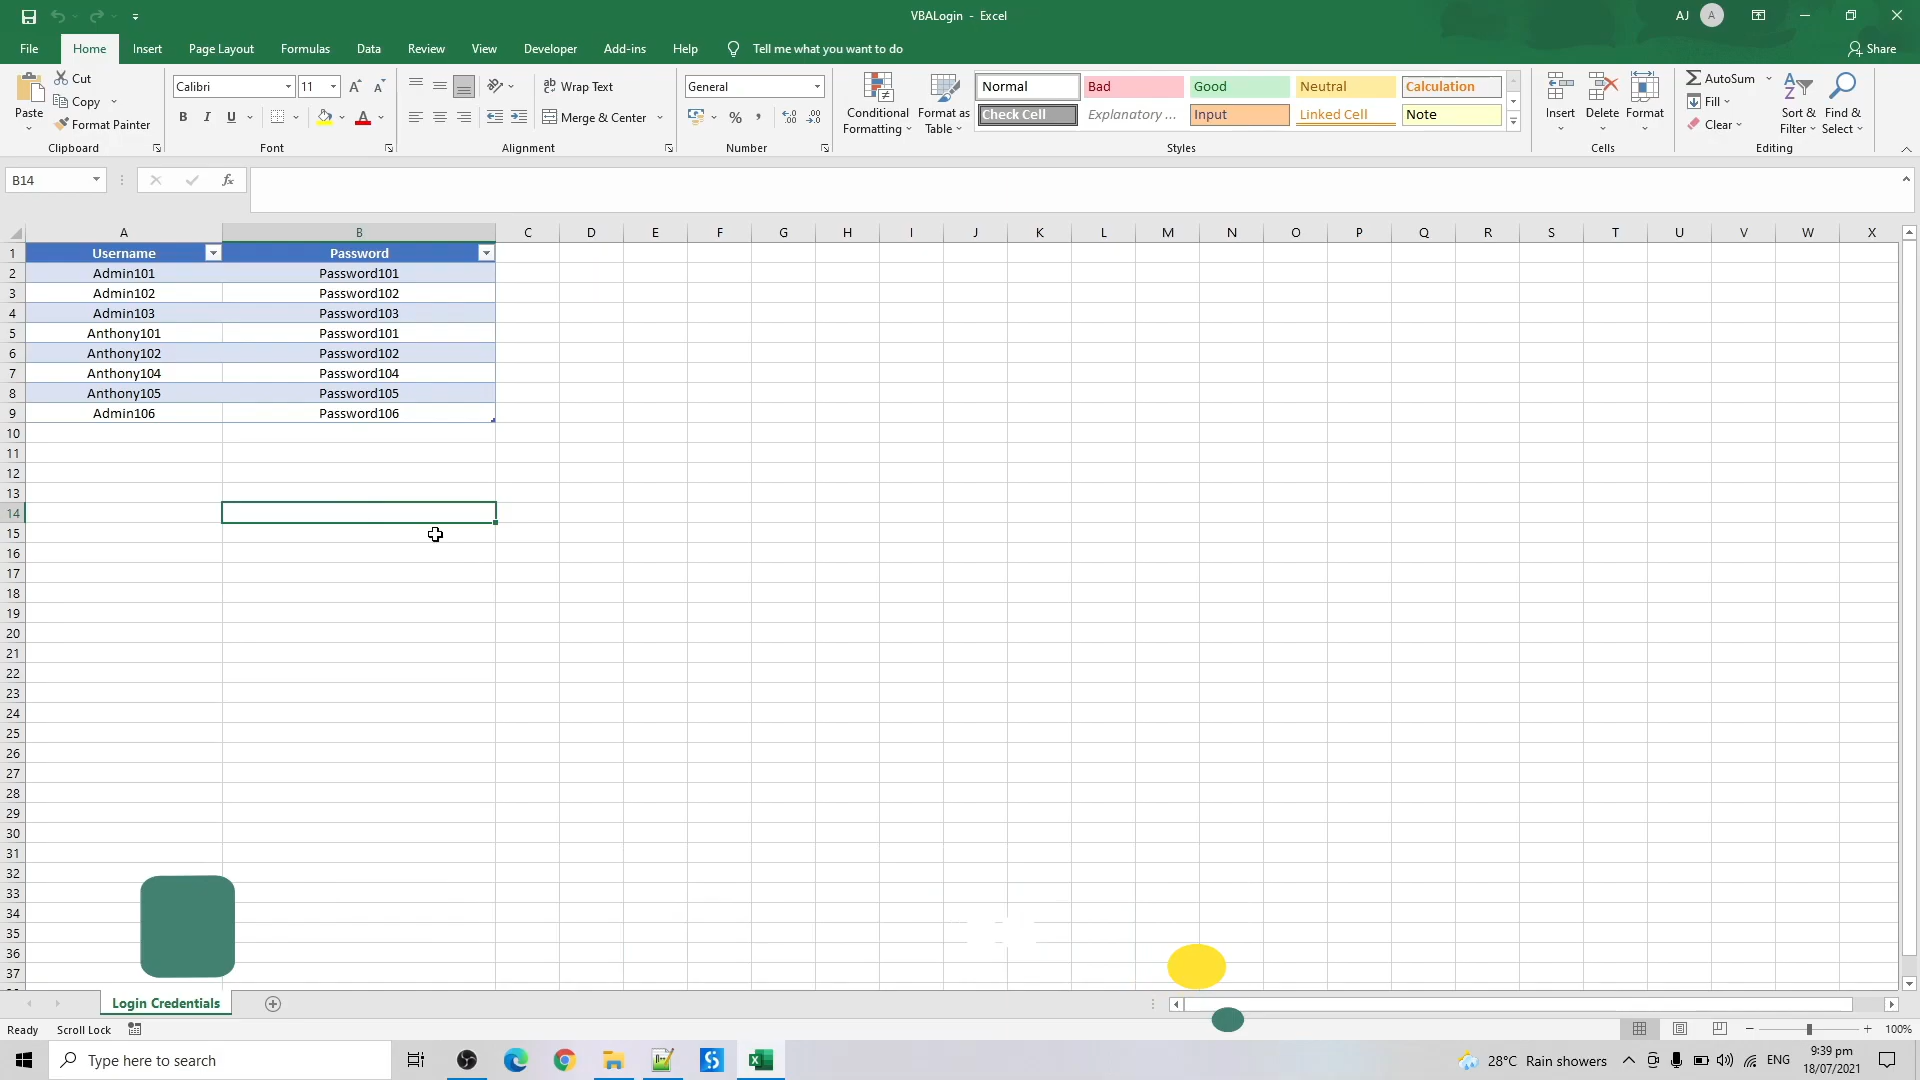 VBALogin - Excel
AJ
A
File
Home
Insert
Page Layout
Formulas
Data
Review
View
Developer
Add-ins
Help
Tell me what you want to do
Share
Paste
Cut
Copy
Format Painter
Clipboard
Calibri
11
B I U
Font
Wrap Text
Merge & Center
Alignment
General
Number
Conditional Formatting
Format as Table
Normal
Bad
Good
Neutral
Calculation
Check Cell
Explanatory ...
Input
Linked Cell
Note
Styles
Insert
Delete
Format
Cells
AutoSum
Fill
Clear
Sort & Filter
Find & Select
Editing
B14
fx
A B C D E F G H I J K L M N O P Q R S T U V W X
1 Username Password
2 Admin101 Password101
3 Admin102 Password102
4 Admin103 Password103
5 Anthony101 Password101
6 Anthony102 Password102
7 Anthony104 Password104
8 Anthony105 Password105
9 Admin106 Password106
10
11
12
13
14
15
16
17
18
19
20
21
22
23
24
25
26
27
28
29
30
31
32
33
34
35
36
37
Login Credentials
Ready
Scroll Lock
100%
Type here to search
28°C Rain showers
ENG
9:39 pm
18/07/2021